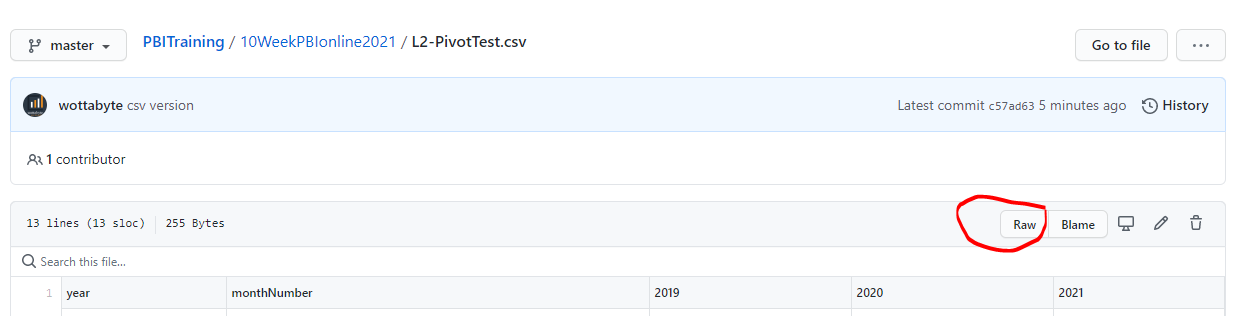 master PBITraining / 10WeekPBIonline2021 / L2-PivotTest.csv Go to file ...
wottabyte csv version Latest commit c57ad63 5 minutes ago History
1 contributor
13 lines (13 sloc) 255 Bytes Raw Blame
Search this file...
1 year monthNumber 2019 2020 2021